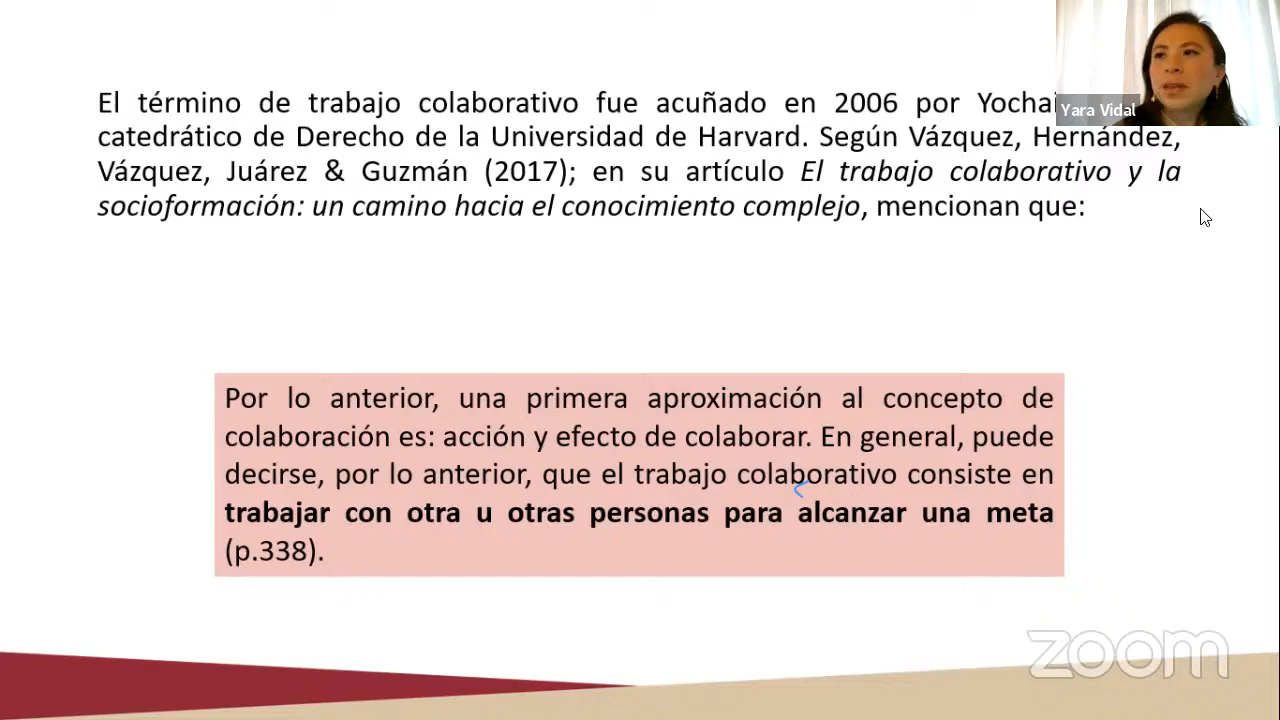 El término de trabajo colaborativo fue acuñado en 2006 por Yochai
catedrático de Derecho de la Universidad de Harvard. Según Vázquez, Hernández,
Vázquez, Juárez & Guzmán (2017); en su artículo El trabajo colaborativo y la
socioformación: un camino hacia el conocimiento complejo, mencionan que:
Yara Vidal
Por lo anterior, una primera aproximación al concepto de
colaboración es: acción y efecto de colaborar. En general, puede
decirse, por lo anterior, que el trabajo colaborativo consiste en
trabajar con otra u otras personas para alcanzar una meta
(p.338).
zoom